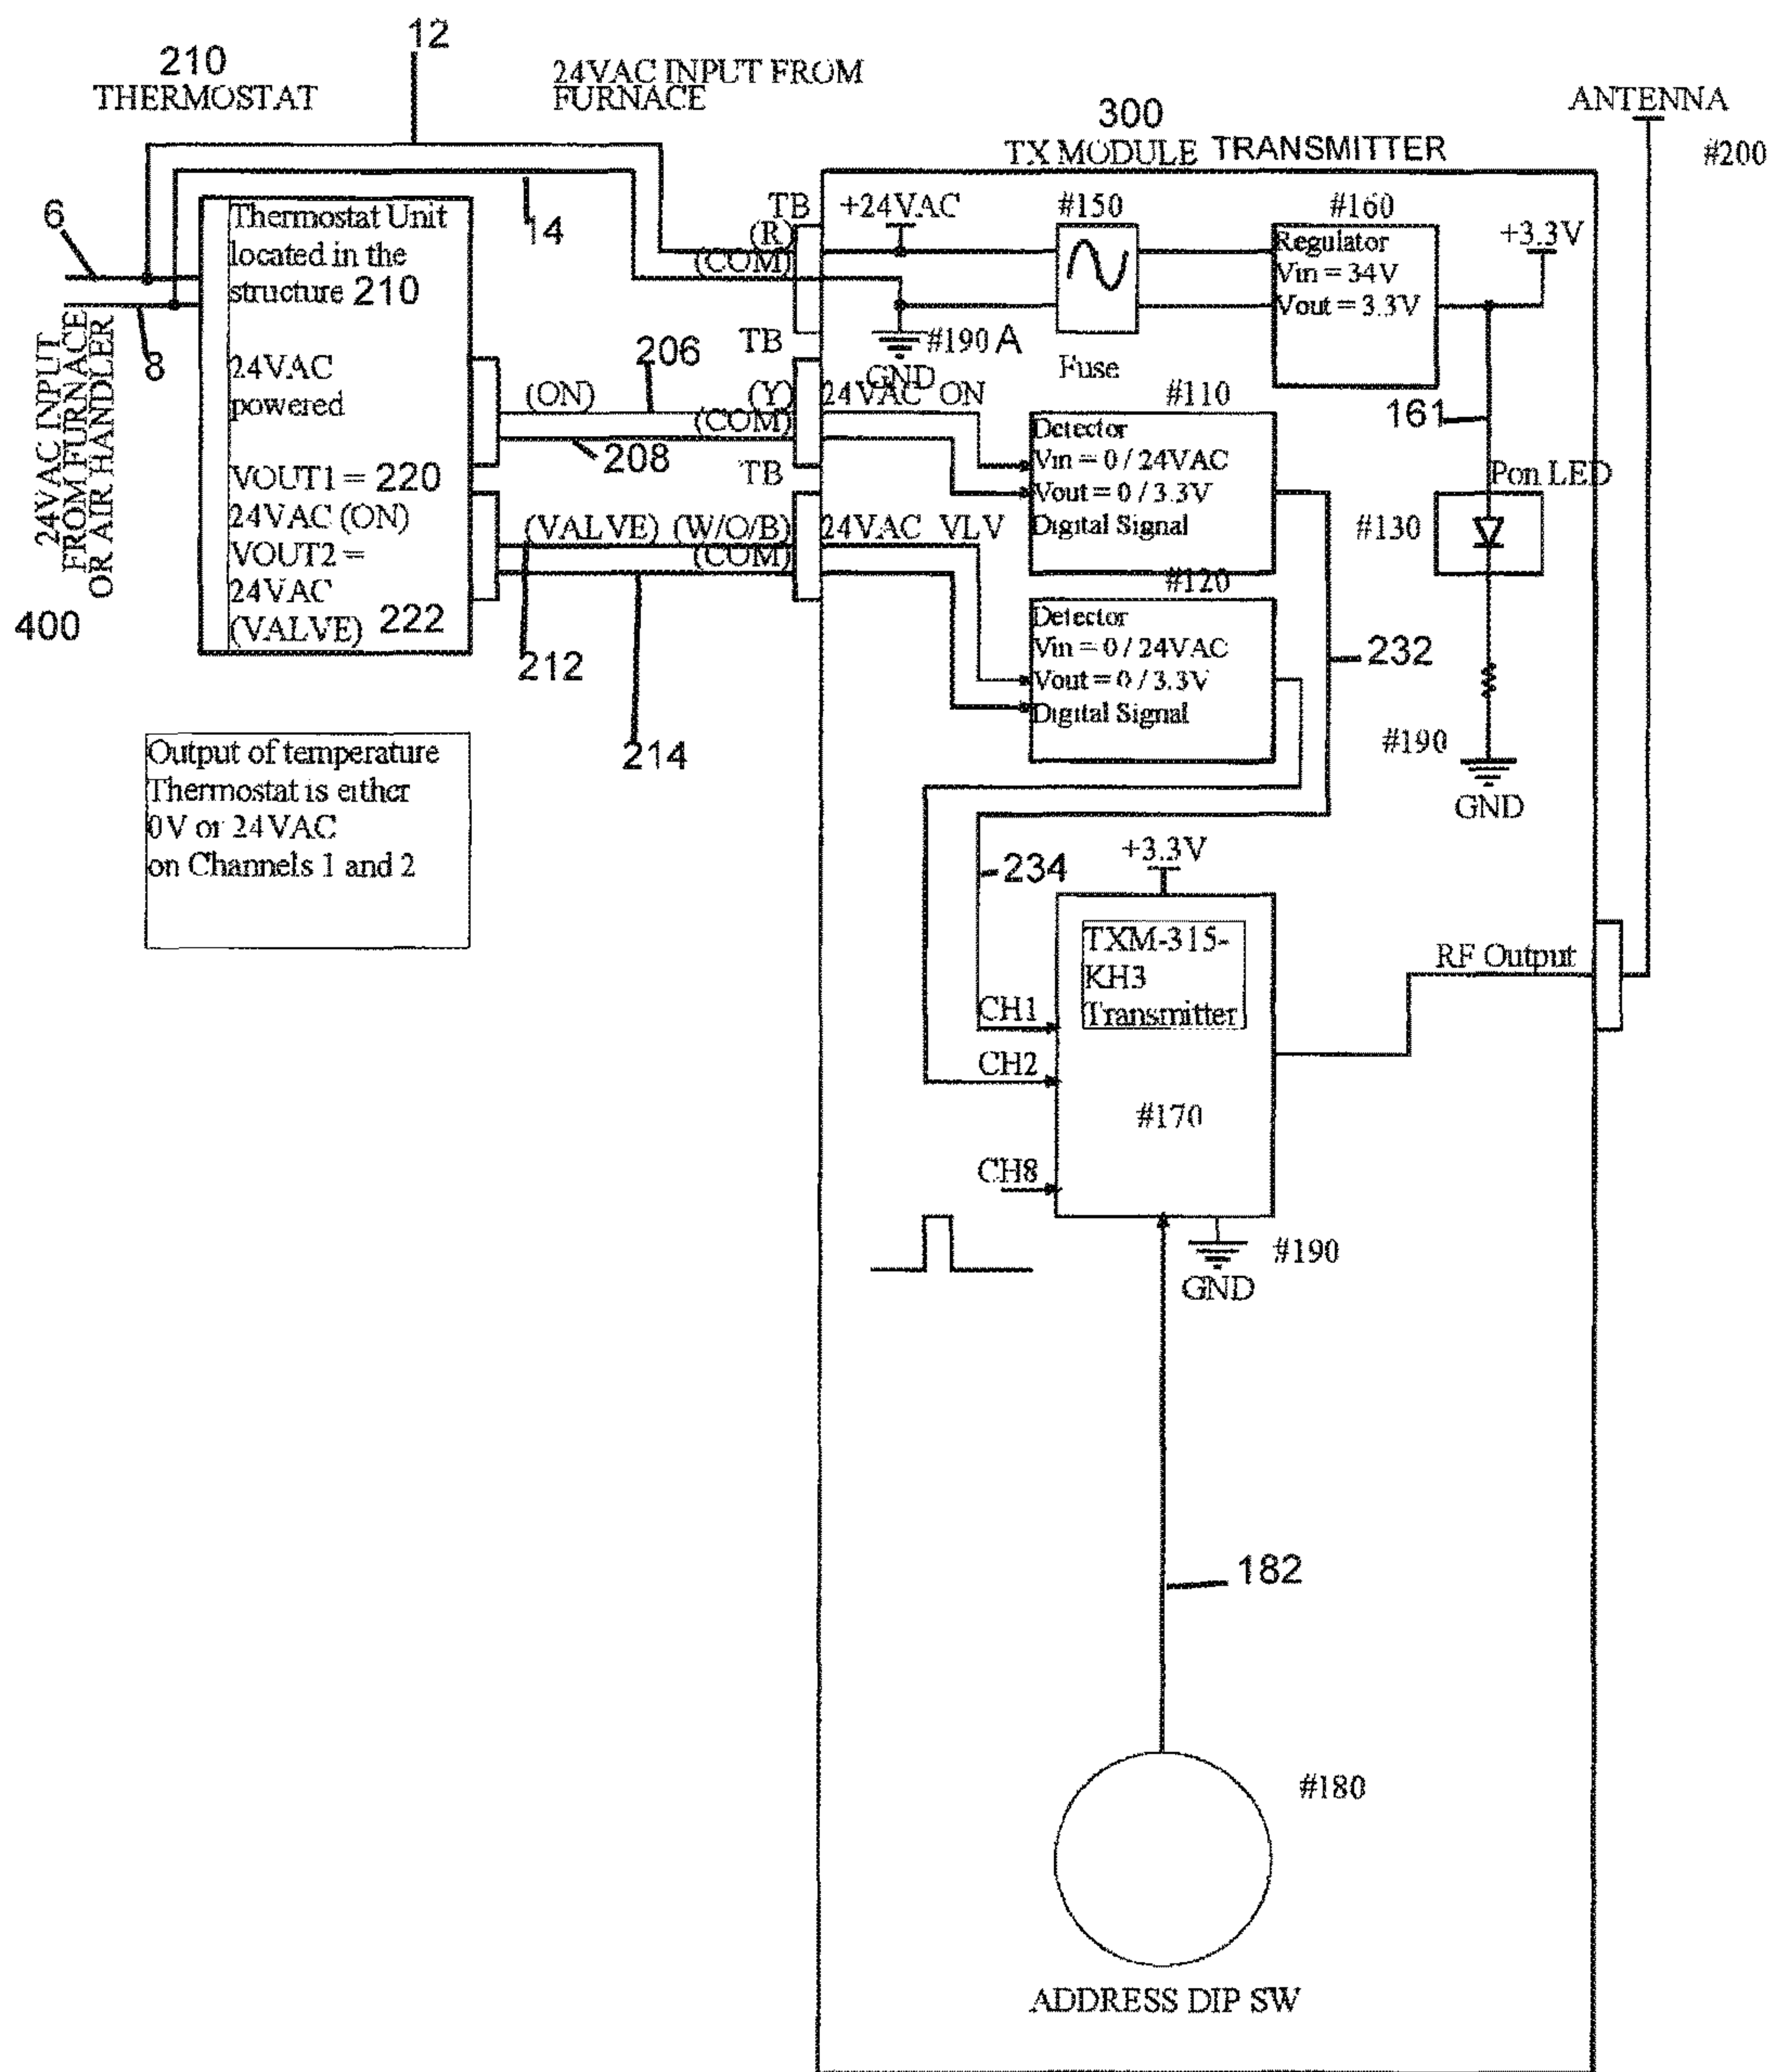 12
210
THERMOSTAT
24VAC INPUT FROM
FURNACE
300
TX MODULE TRANSMITTER
ANTENNA
#200
6
8
24VAC INPUT
FROM FURNACE
OR AIR HANDLER
400
Thermostat Unit
located in the
structure 210
24VAC
powered
VOUT1 = 220
24VAC (ON)
VOUT2 =
24VAC
(VALVE) 222
14
TB
(R)
(COM)
+24VAC
#150
#160
Regulator
Vin = 34V
Vout = 3.3V
+3.3V
#190 A
GND
Fuse
TB
206
(ON)
(Y)
(COM)
24VAC ON
208
#110
Detector
Vin = 0 / 24VAC
Vout = 0 / 3.3V
Digital Signal
161
Pon LED
#130
TB
(VALVE) (W/O/B)
(COM)
24VAC VLV
212
214
#120
Detector
Vin = 0 / 24VAC
Vout = 0 / 3.3V
Digital Signal
232
#190
GND
Output of temperature
Thermostat is either
0V or 24VAC
on Channels 1 and 2
234
+3.3V
TXM-315-
KH3
Transmitter
RF Output
CH1
CH2
#170
CH8
#190
GND
182
#180
ADDRESS DIP SW